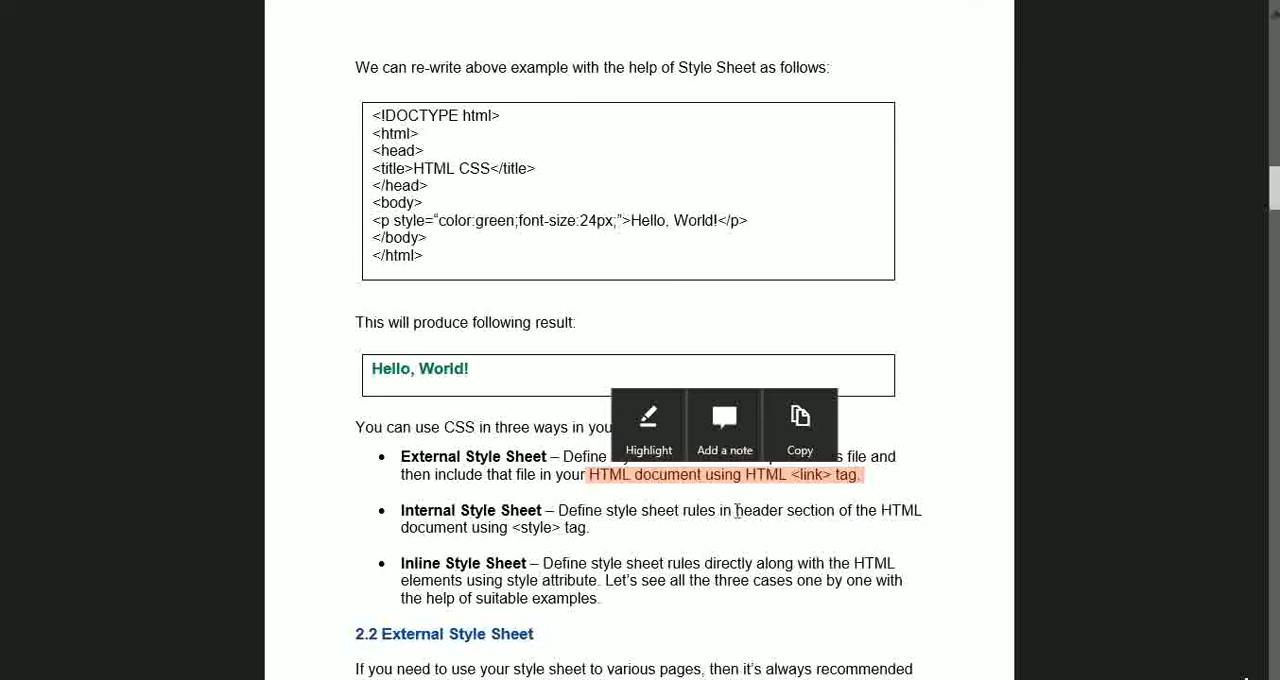 We can re-write above example with the help of Style Sheet as follows:
<!DOCTYPE html>
<html>
<head>
<title>HTML CSS</title>
</head>
<body>
<p style=“color:green;font-size:24px;”>Hello, World!</p>
</body>
</html>
This will produce following result:
Hello, World!
You can use CSS in three ways in you
Highlight Add a note Copy
• External Style Sheet – Define s file and
then include that file in your HTML document using HTML <link> tag.
• Internal Style Sheet – Define style sheet rules in header section of the HTML
document using <style> tag.
• Inline Style Sheet – Define style sheet rules directly along with the HTML
elements using style attribute. Let’s see all the three cases one by one with
the help of suitable examples.
2.2 External Style Sheet
If you need to use your style sheet to various pages, then it’s always recommended